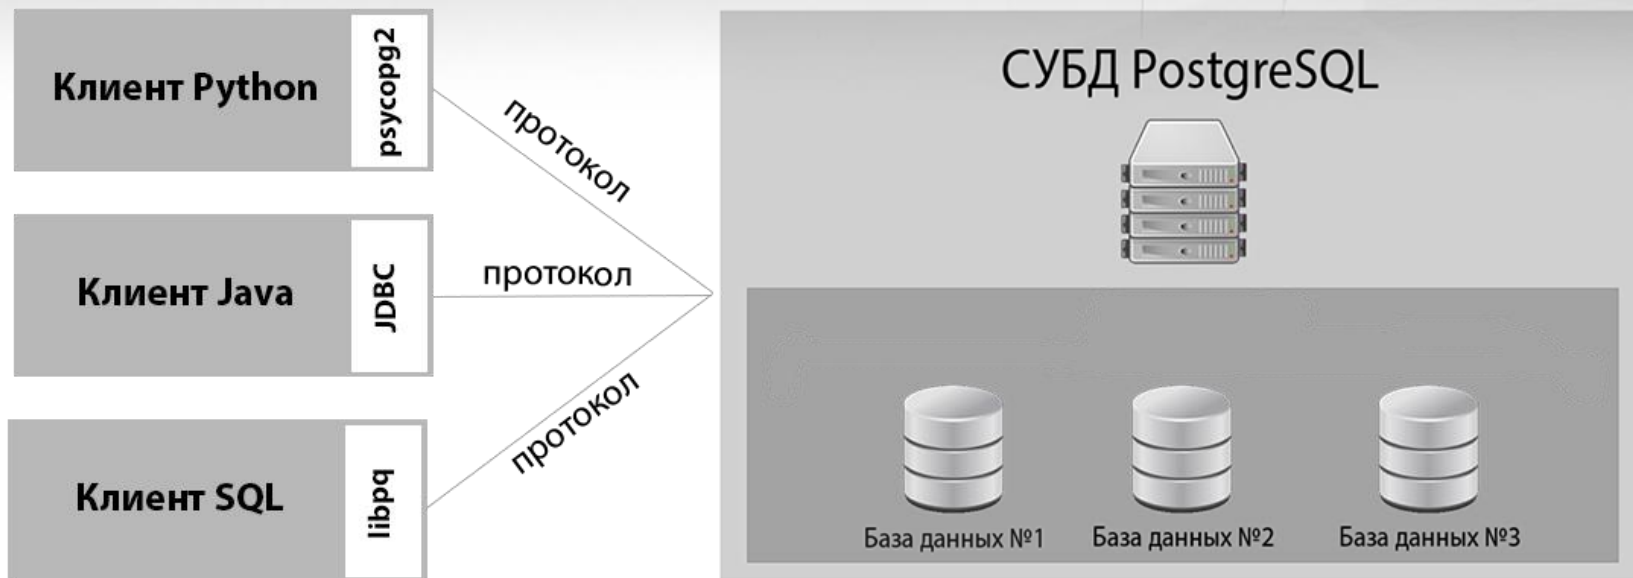 Клиент Python
psycopg2
протокол
Клиент Java
JDBC
протокол
Клиент SQL
libpq
протокол
СУБД PostgreSQL
База данных №1
База данных №2
База данных №3